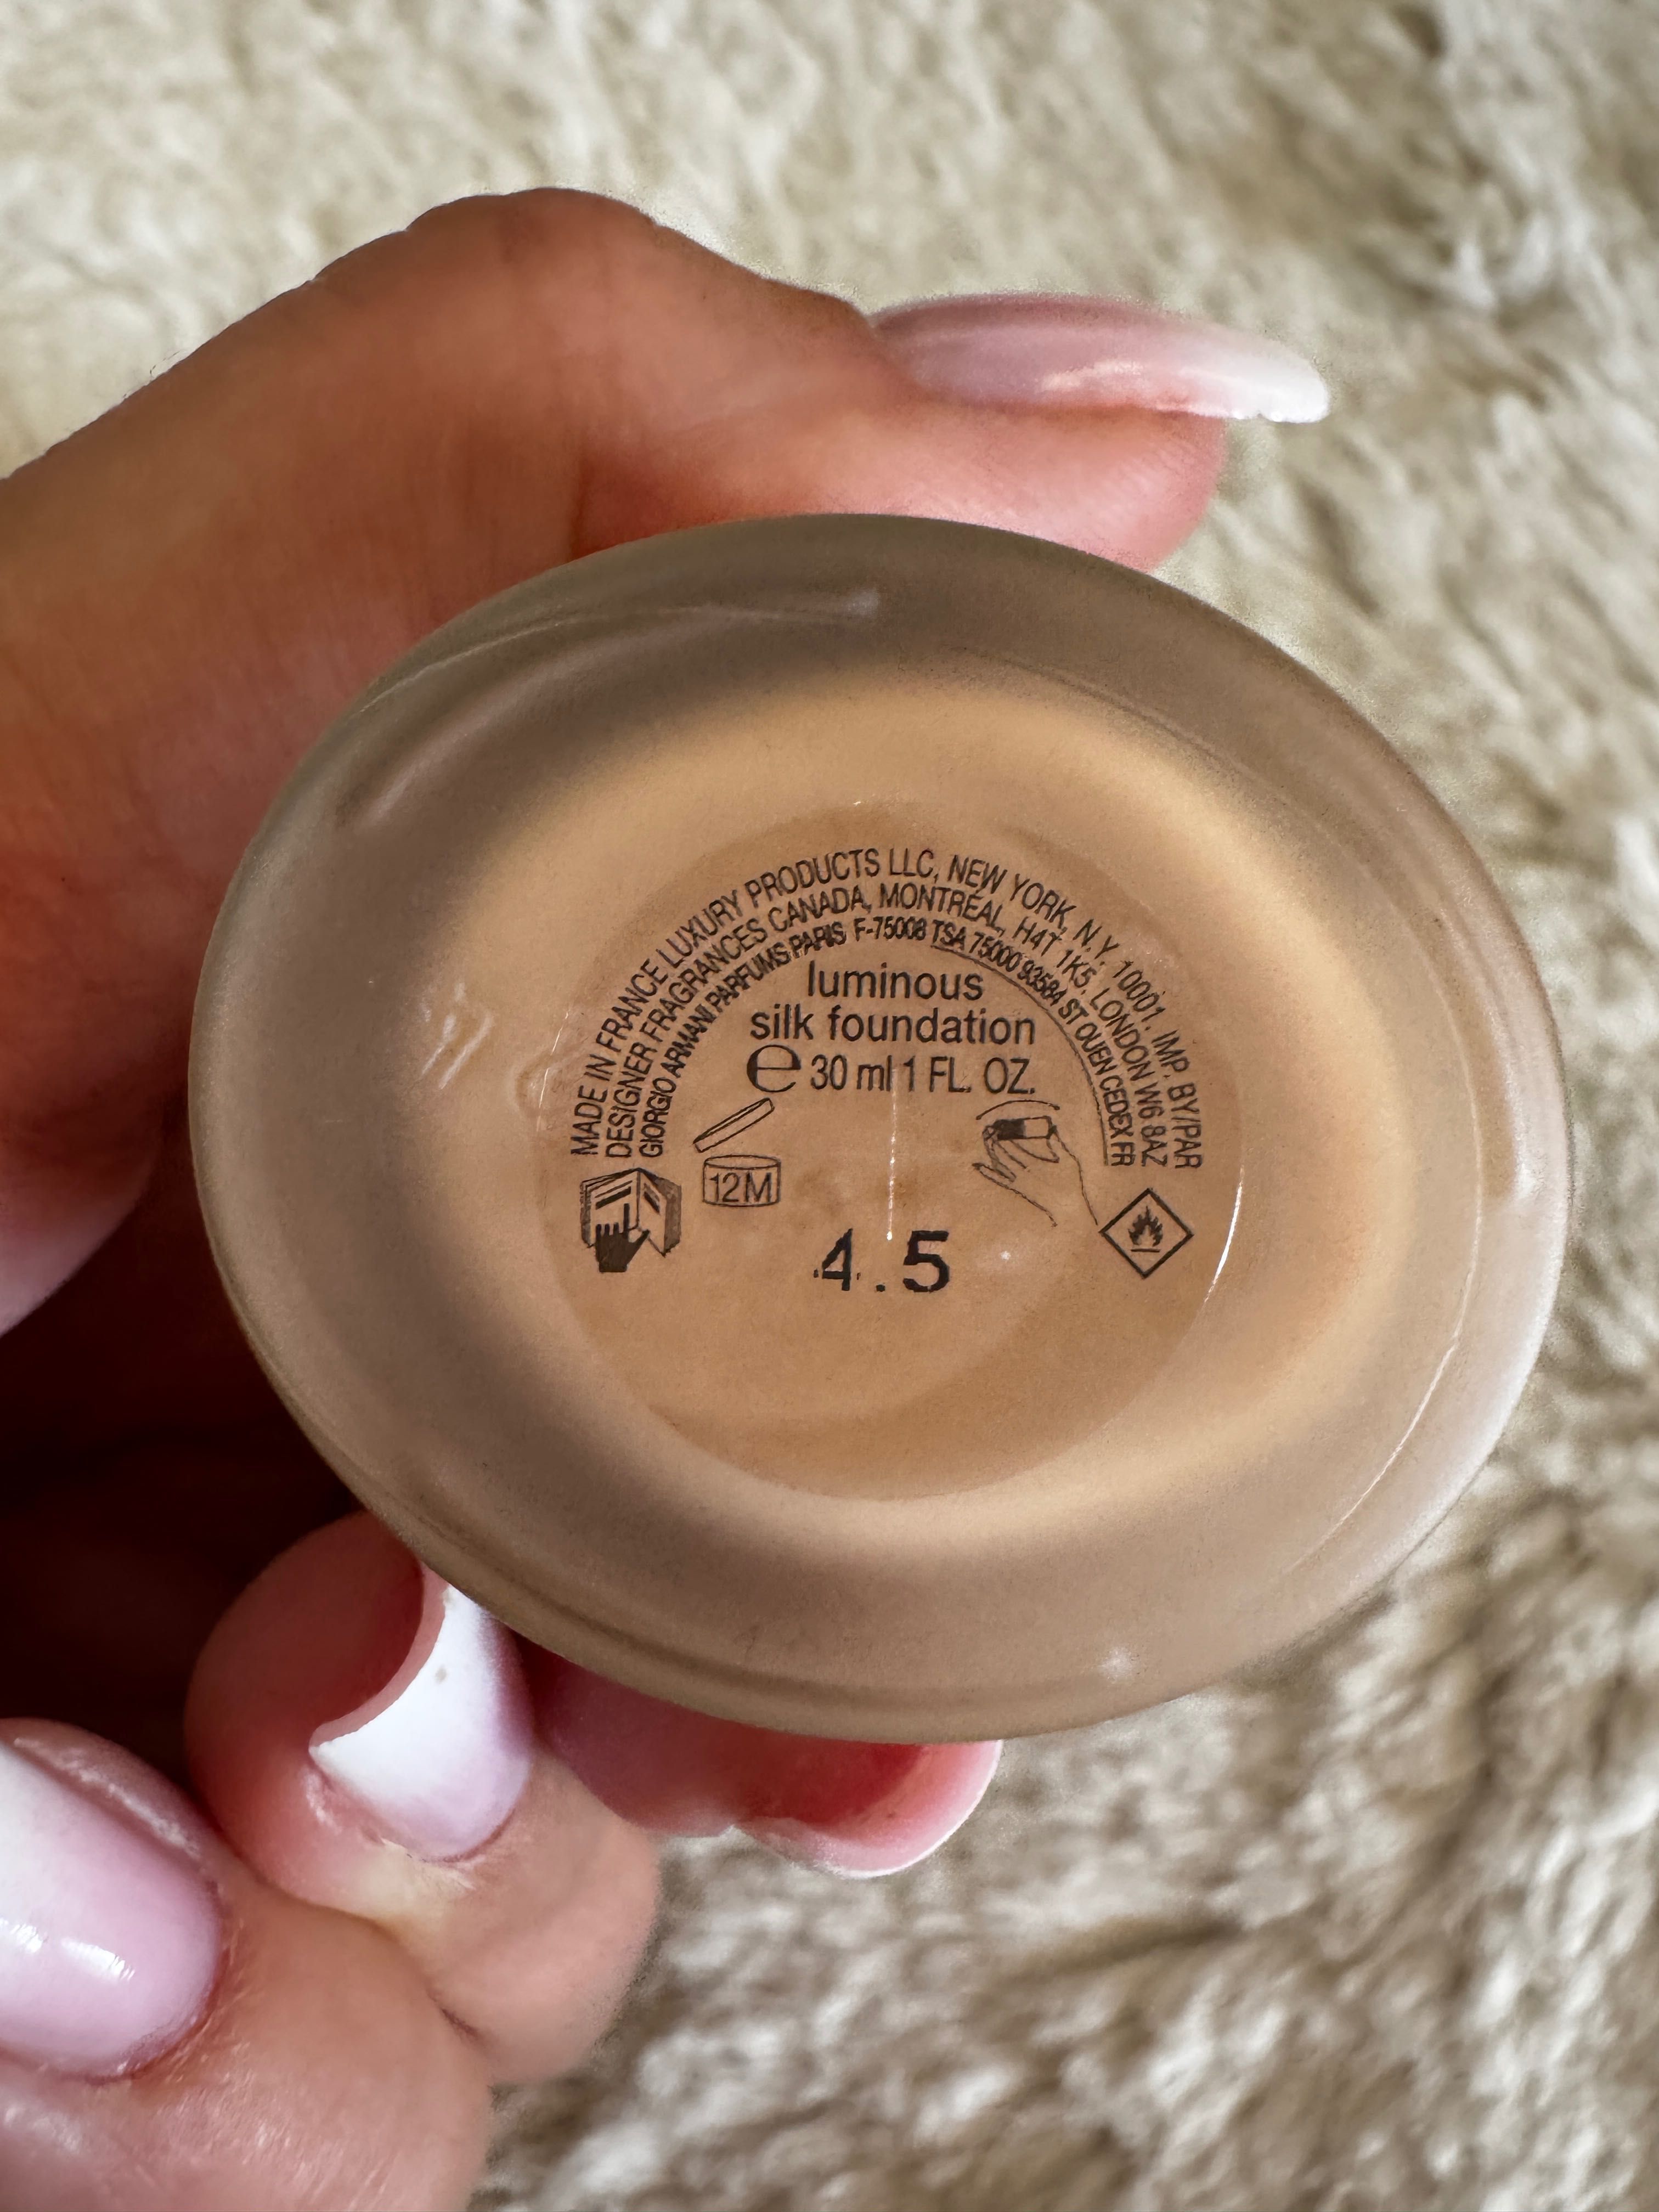 MADE IN FRANCE LUXURY PRODUCTS LLC, NEW YORK, N.Y. 10001. IMP. BY/PAR
DESIGNER FRAGRANCES CANADA, MONTRÉAL, H4T 1K5. LONDON W6 8AZ
GIORGIO ARMANI PARFUMS PARIS F-75008 TSA 75000 93584 ST OUEN CEDEX FR
luminous
silk foundation
℮ 30 ml 1 FL. OZ.
12M
4.5